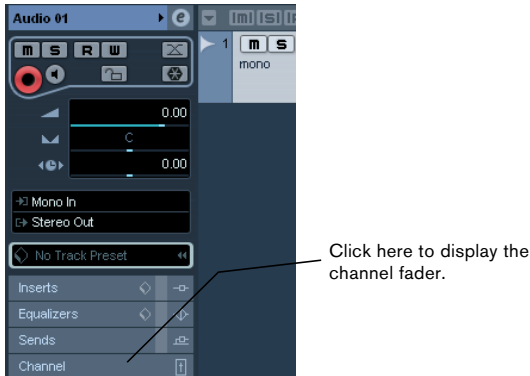 Audio 01
e
m S R W
0.00
C
0.00
Mono In
Stereo Out
No Track Preset
Inserts
Equalizers
Sends
Channel
m S
1 m S
mono
Click here to display the
channel fader.